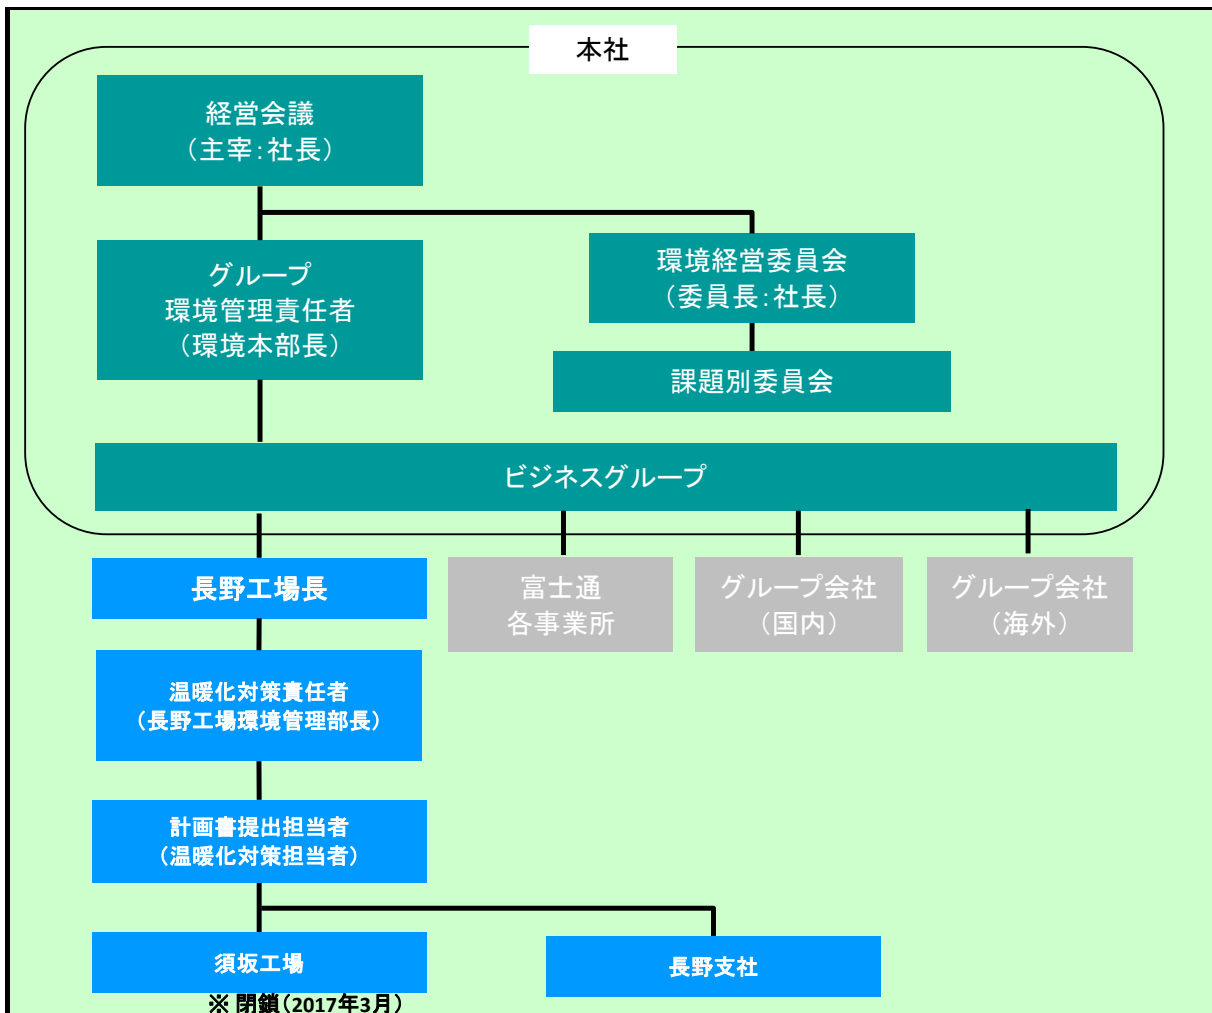 本社
経営会議
（主宰：社長）
グループ
環境管理責任者
（環境本部長）
環境経営委員会
（委員長：社長）
課題別委員会
ビジネスグループ
長野工場長
富士通
各事業所
グループ会社
（国内）
グループ会社
（海外）
温暖化対策責任者
（長野工場環境管理部長）
計画書提出担当者
（温暖化対策担当者）
須坂工場
長野支社
※ 閉鎖（2017年3月）